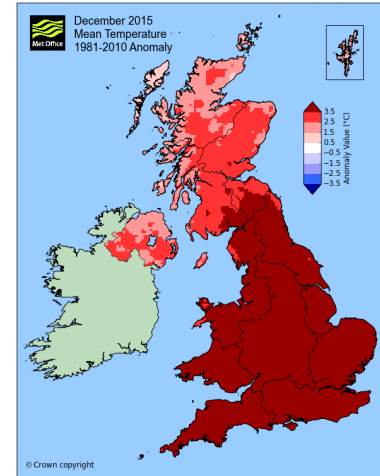 Met Office
December 2015
Mean Temperature
1981-2010 Anomaly
3.5
2.5
1.5
0.5
−0.5
−1.5
−2.5
−3.5
Anomaly Value (°C)
© Crown copyright